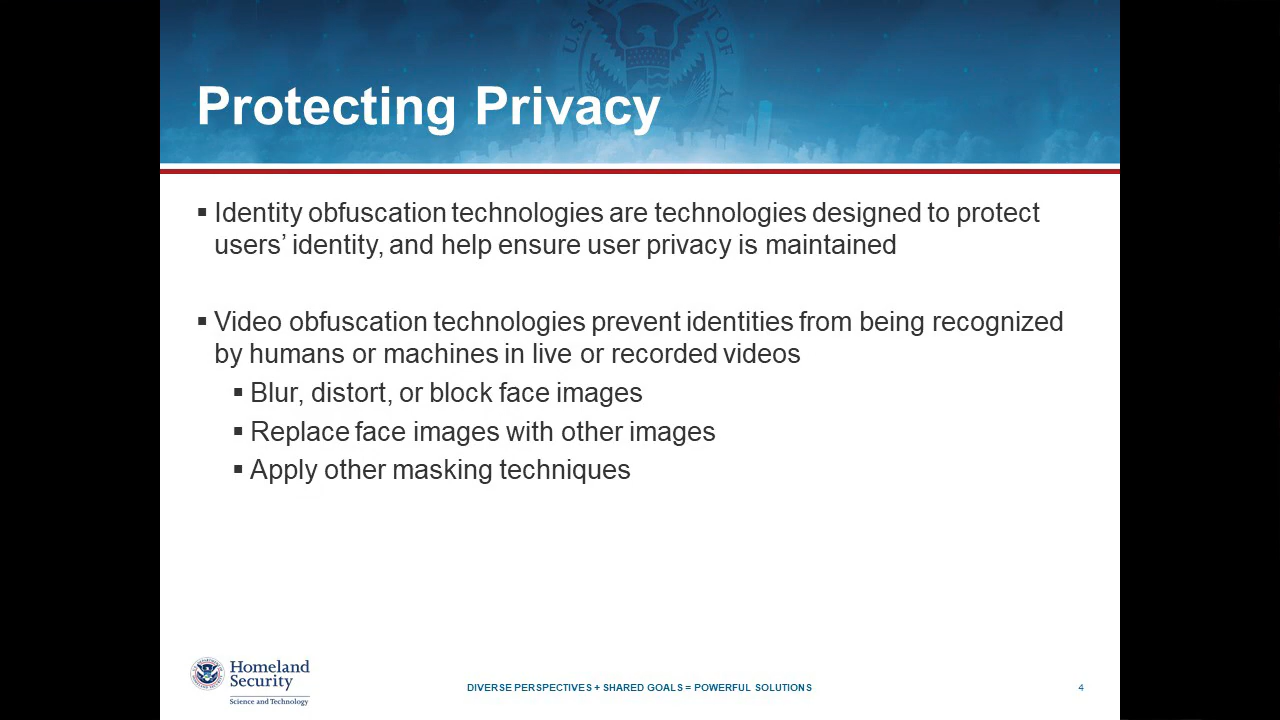 Protecting Privacy
▪ Identity obfuscation technologies are technologies designed to protect
users’ identity, and help ensure user privacy is maintained
▪ Video obfuscation technologies prevent identities from being recognized
by humans or machines in live or recorded videos
▪ Blur, distort, or block face images
▪ Replace face images with other images
▪ Apply other masking techniques
Homeland
Security
Science and Technology
DIVERSE PERSPECTIVES + SHARED GOALS = POWERFUL SOLUTIONS
4